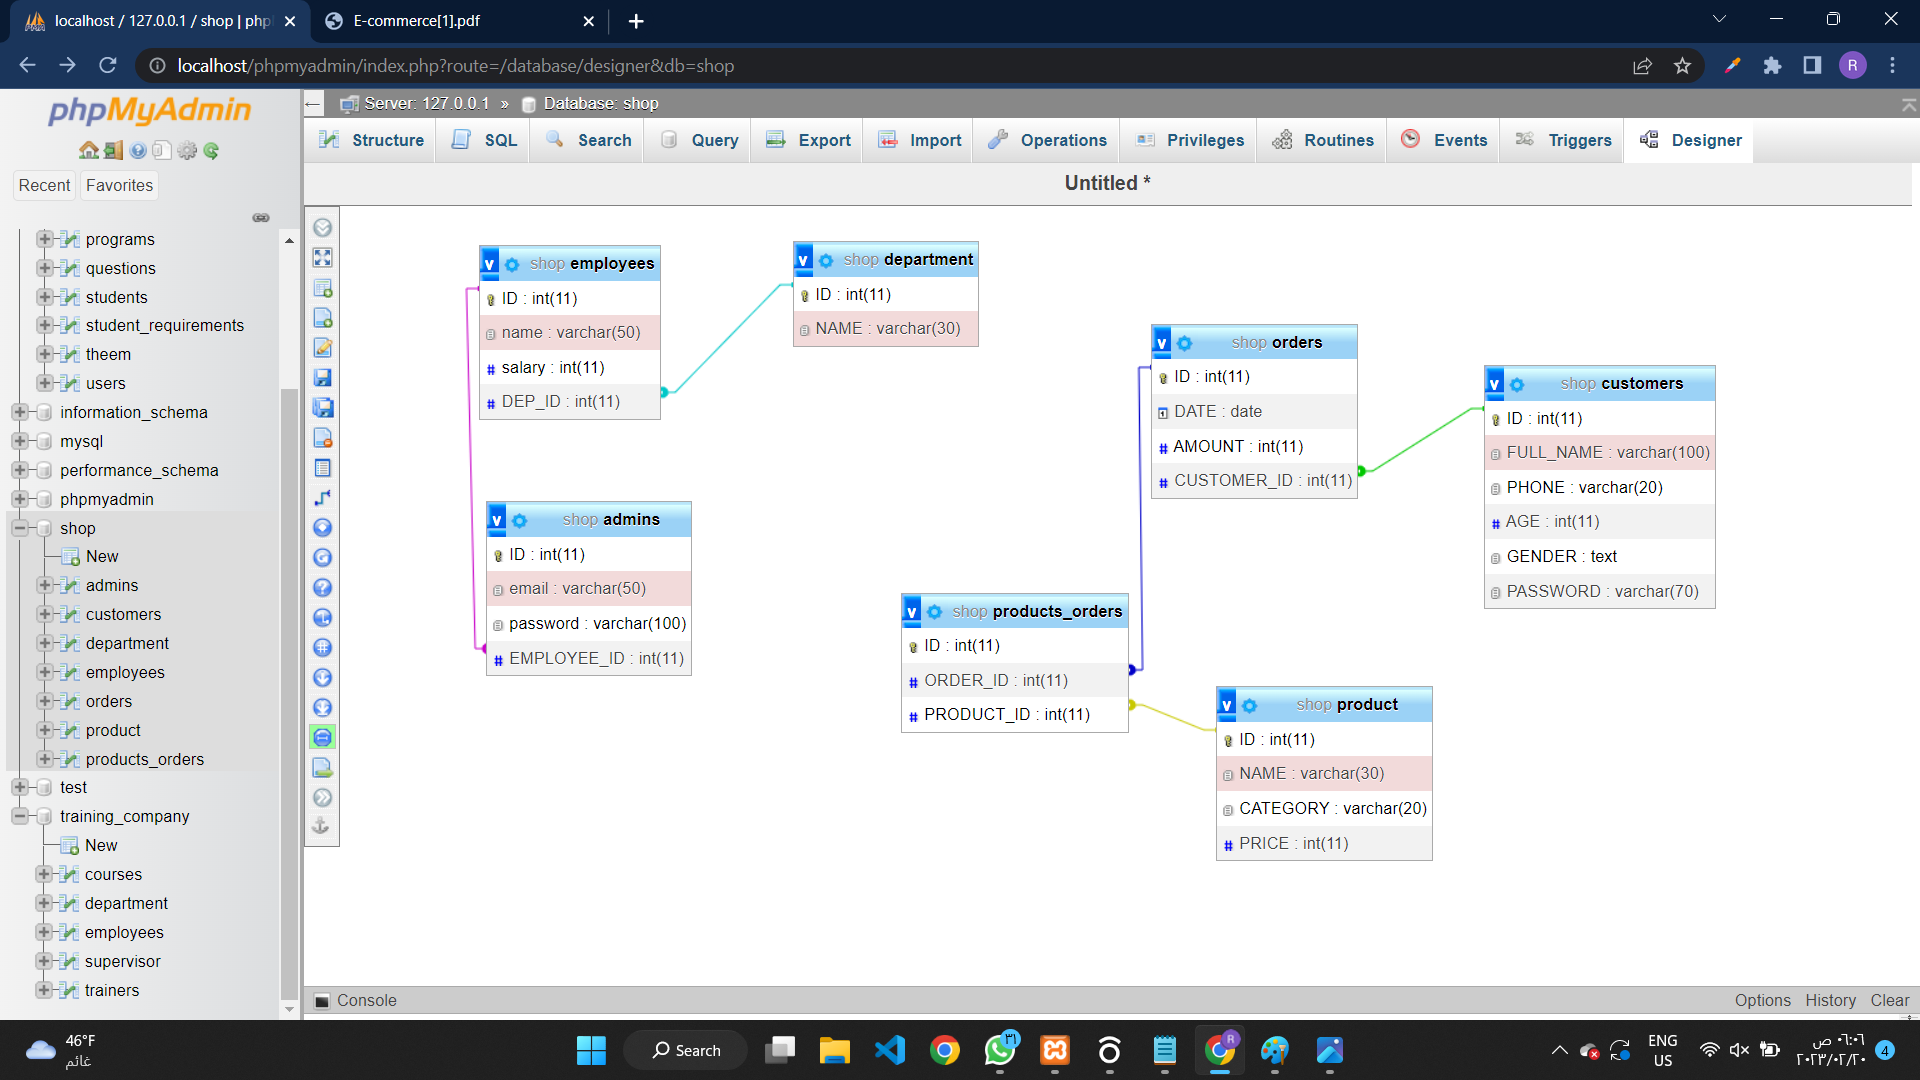 localhost / 127.0.0.1 / shop | php
E-commerce[1].pdf
localhost/phpmyadmin/index.php?route=/database/designer&db=shop
R
phpMyAdmin
Recent
Favorites
programs
questions
students
student_requirements
theem
users
information_schema
mysql
performance_schema
phpmyadmin
shop
New
admins
customers
department
employees
orders
product
products_orders
test
training_company
New
courses
department
employees
supervisor
trainers
Server: 127.0.0.1 » Database: shop
Structure
SQL
Search
Query
Export
Import
Operations
Privileges
Routines
Events
Triggers
Designer
Untitled *
v shop employees
ID : int(11)
name : varchar(50)
# salary : int(11)
# DEP_ID : int(11)
v shop department
ID : int(11)
NAME : varchar(30)
v shop orders
ID : int(11)
DATE : date
# AMOUNT : int(11)
# CUSTOMER_ID : int(11)
v shop customers
ID : int(11)
FULL_NAME : varchar(100)
PHONE : varchar(20)
# AGE : int(11)
GENDER : text
PASSWORD : varchar(70)
v shop admins
ID : int(11)
email : varchar(50)
password : varchar(100)
# EMPLOYEE_ID : int(11)
v shop products_orders
ID : int(11)
# ORDER_ID : int(11)
# PRODUCT_ID : int(11)
v shop product
ID : int(11)
NAME : varchar(30)
CATEGORY : varchar(20)
# PRICE : int(11)
Console
Options
History
Clear
46°F
غائم
Search
٣١
R
ENG
US
٠٦:٠٦ ص
٢٠٢٣/٠٢/٢٠
4